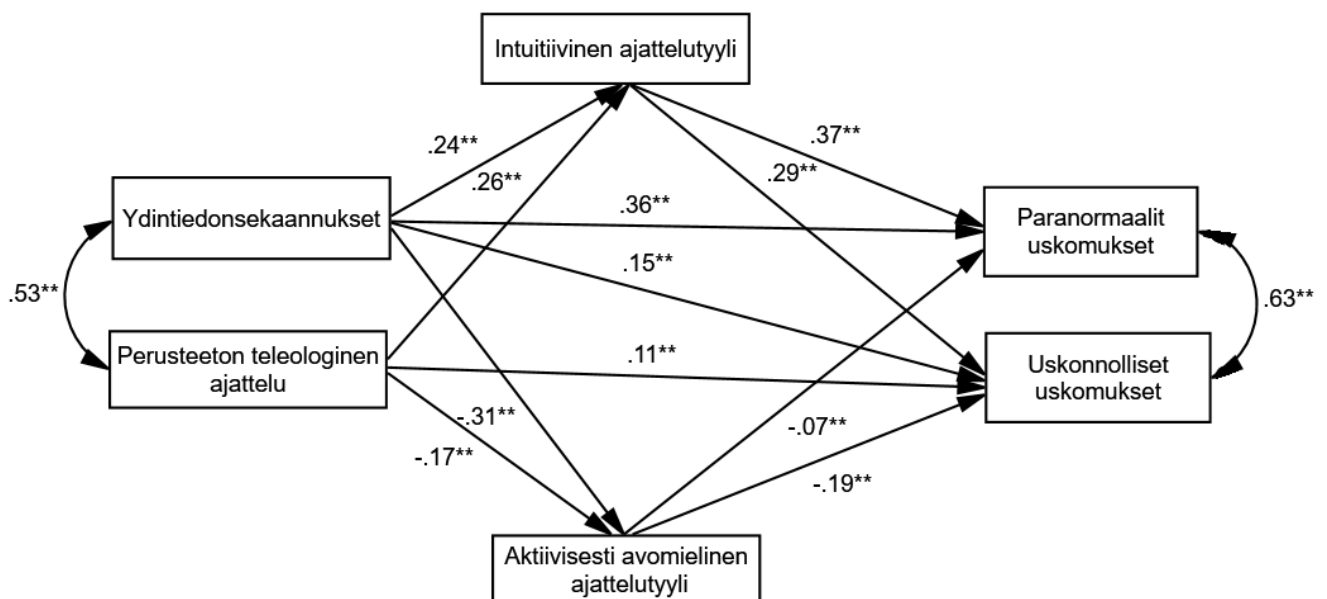 Intuitiivinen ajattelutyyli
.24**
.37**
.26**
.29**
Ydintiedonsekaannukset
.36**
Paranormaalit
uskomukset
.15**
.53**
.63**
Perusteeton teleologinen
ajattelu
.11**
Uskonnolliset
uskomukset
-.31**
-.07**
-.17**
-.19**
Aktiivisesti avomielinen
ajattelutyyli